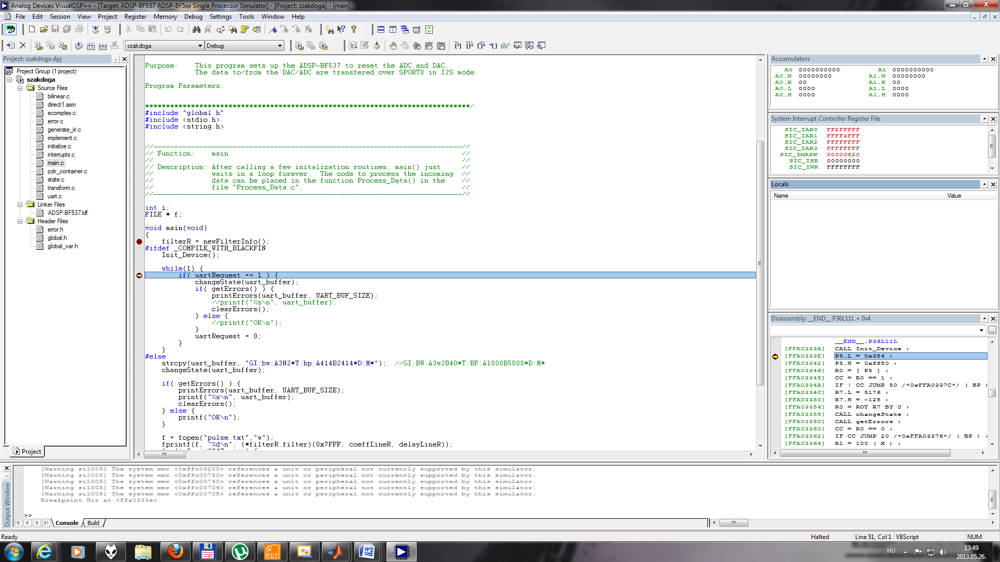 Analog Devices VisualDSP++ - [Target: ADSP-BF537 ADSP-BF5xx Single Processor Simulator] - [Project: szakdoga] - [main]
File Edit Session View Project Register Memory Debug Settings Tools Window Help
szakdoga Debug
Project: szakdoga.dpj
Project Group (1 project)
szakdoga
Source Files
bilinear.c
direct1.asm
ecomplex.c
error.c
generate_iir.c
implement.c
initialize.c
interrupts.c
main.c
pzk_container.c
state.c
transform.c
uart.c
Linker Files
ADSP-BF537.ldf
Header Files
error.h
global.h
global_var.h
Project
Purpose: This program sets up the ADSP-BF537 to reset the ADC and DAC.
The data to/from the DAC/ADC are transfered over SPORT0 in I2S mode.
Program Parameters:
******************************************************************************/
#include "global.h"
#include <stdio.h>
#include <string.h>
//--------------------------------------------------------------------------//
// Function: main //
// //
// Description: After calling a few initalization routines, main() just //
// waits in a loop forever. The code to process the incoming //
// data can be placed in the function Process_Data() in the //
// file "Process_Data.c". //
//--------------------------------------------------------------------------//
int i;
FILE * f;
void main(void)
{
filterR = newFilterInfo();
#ifdef _COMPILE_WITH_BLACKFIN
Init_Device();
while(1) {
if( uartRequest == 1 ) {
changeState(uart_buffer);
if( getErrors() ) {
printErrors(uart_buffer, UART_BUF_SIZE);
//printf("%s\n", uart_buffer);
clearErrors();
} else {
//printf("OK\n");
}
uartRequest = 0;
}
}
#else
strcpy(uart_buffer, "GI:bw:A3N2*T:bp:A414B2414*D:M*"); //GI:BW:A3w2B40*T:BP:A1000B5000*D:M*
changeState(uart_buffer);
if( getErrors() ) {
printErrors(uart_buffer, UART_BUF_SIZE);
printf("%s\n", uart_buffer);
clearErrors();
} else {
printf("OK\n");
}
f = fopen("pulse.txt","w");
fprintf(f, "%d\n", (*filterR.filter)(0x7FFF, coeffLineR, delayLineR));
Accumulators
A0 0000000000 A1 0000000000
A0.W 00000000 A1.W 00000000
A0.X 00 A1.X 00
A0.L 0000 A1.L 0000
A0.H 0000 A1.H 0000
System Interrupt Controller Register File
SIC_IAR0 FF2FFFFF
SIC_IAR1 FFFF3FFF
SIC_IAR2 FFFFFFFF
SIC_IAR3 FFFFFFFF
SIC_IMASK 00000820
SIC_ISR 00000000
SIC_IWR FFFFFFFF
Locals
Name Value
Disassembly: __END__.P36L11L + 0x4
...
__END__.P36L11L
[FFA0333A] CALL Init_Device ;
[FFA0333E] P5.L = 0x384 ;
[FFA03342] P5.H = 0xff80 ;
[FFA03346] R0 = [ P5 ] ;
[FFA03348] CC = R0 == 1 ;
[FFA0334A] IF ! CC JUMP 50 /*0xFFA0337C*/ ( BP )
[FFA0334C] R7.L = 5176 ;
[FFA03350] R7.H = -128 ;
[FFA03354] R0 = ROT R7 BY 0 ;
[FFA03358] CALL changeState ;
[FFA0335C] CALL getErrors ;
[FFA03360] CC = R0 == 0 ;
[FFA03362] IF CC JUMP 20 /*0xFFA03376*/ ( BP ) ;
[FFA03364] R1 = 100 ( X ) ;
Output Window
[Warning si1005] The system mmr <0xffc03200> references a unit or peripheral not currently supported by this simulator.
[Warning si1005] The system mmr <0xffc00730> references a unit or peripheral not currently supported by this simulator.
[Warning si1005] The system mmr <0xffc00740> references a unit or peripheral not currently supported by this simulator.
[Warning si1005] The system mmr <0xffc00704> references a unit or peripheral not currently supported by this simulator.
[Warning si1005] The system mmr <0xffc00708> references a unit or peripheral not currently supported by this simulator.
Breakpoint Hit at <ffa0333e>
>>
Console Build
Ready Halted Line 51, Col 1 VBScript NUM
PDF
HU
13:49
2013.05.26.